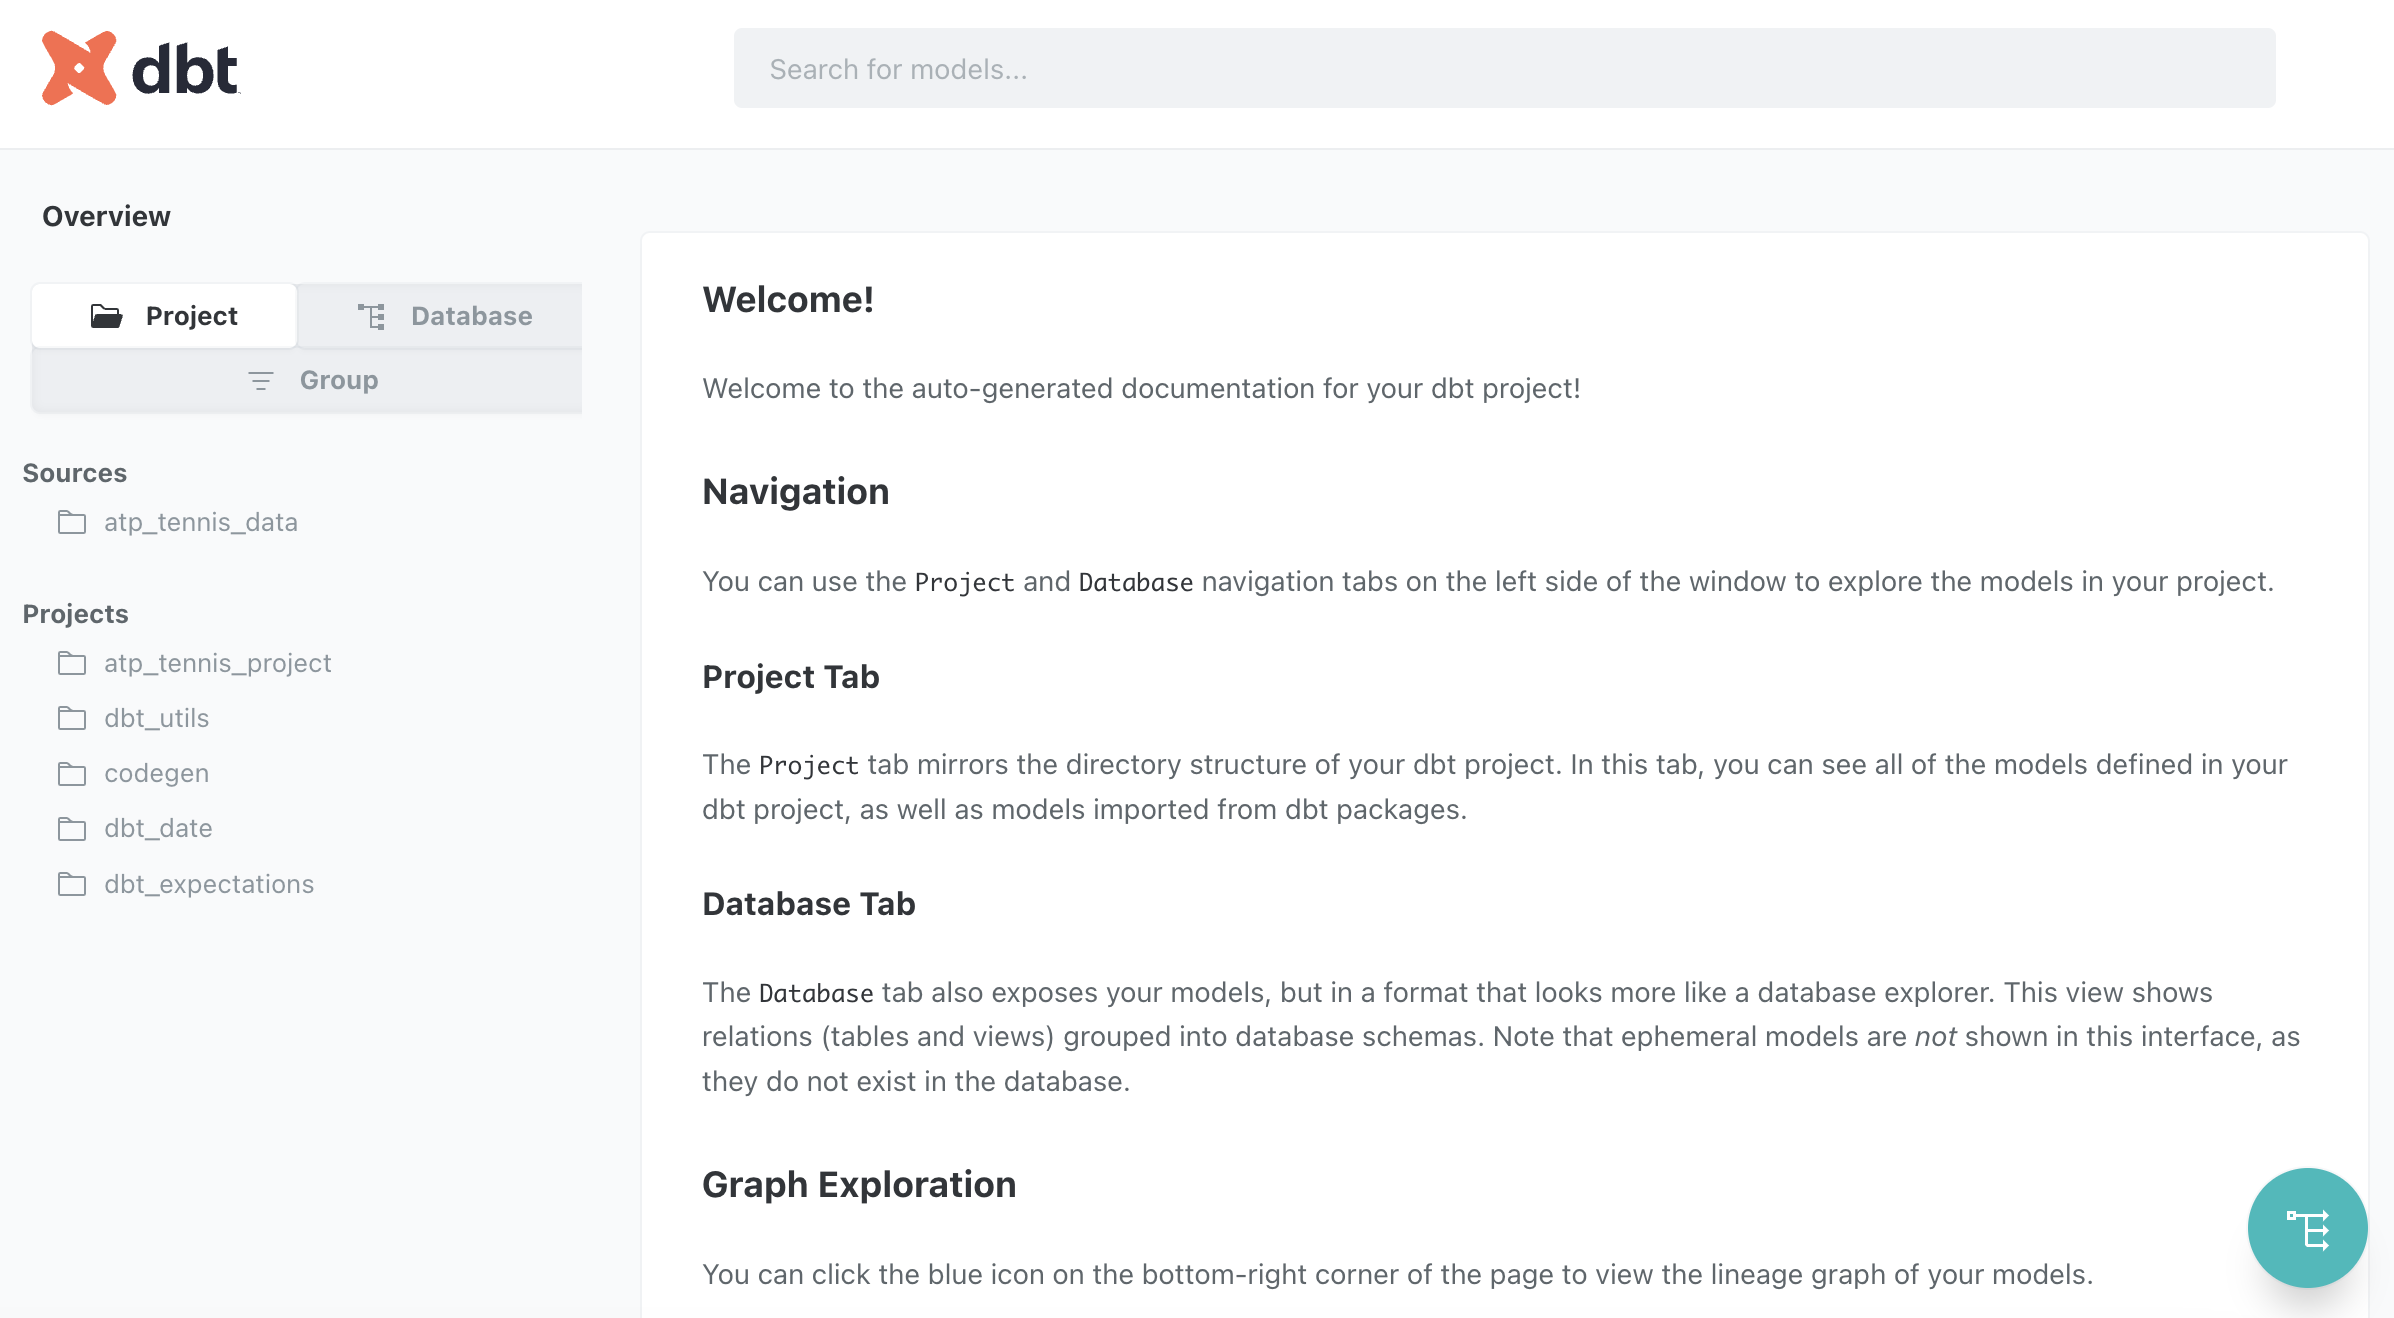 dbt
Search for models...
Overview
Project
Database
Group
Sources
atp_tennis_data
Projects
atp_tennis_project
dbt_utils
codegen
dbt_date
dbt_expectations
Welcome!
Welcome to the auto-generated documentation for your dbt project!
Navigation
You can use the Project and Database navigation tabs on the left side of the window to explore the models in your project.
Project Tab
The Project tab mirrors the directory structure of your dbt project. In this tab, you can see all of the models defined in your
dbt project, as well as models imported from dbt packages.
Database Tab
The Database tab also exposes your models, but in a format that looks more like a database explorer. This view shows
relations (tables and views) grouped into database schemas. Note that ephemeral models are not shown in this interface, as
they do not exist in the database.
Graph Exploration
You can click the blue icon on the bottom-right corner of the page to view the lineage graph of your models.